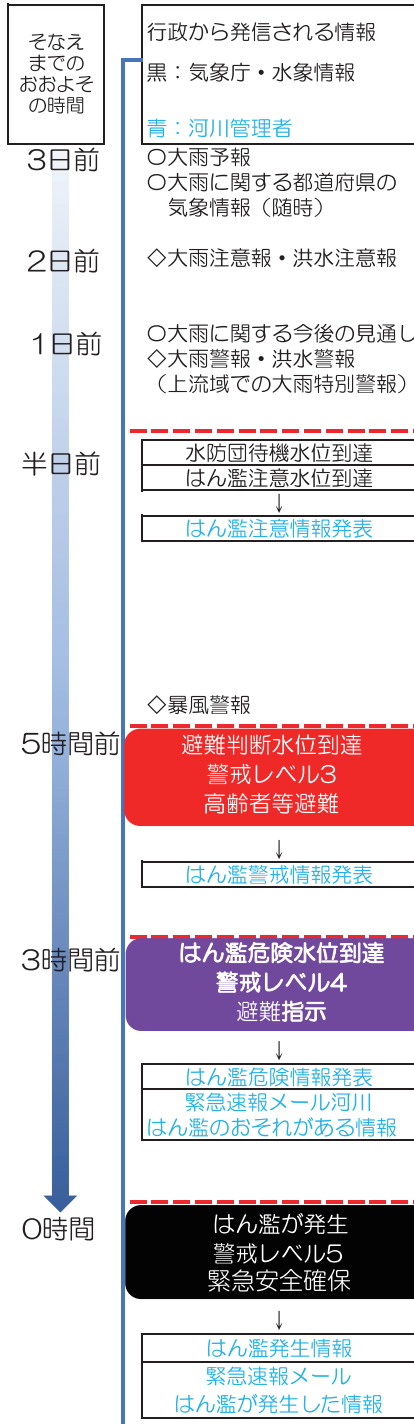 そなえ
までの
おおよそ
の時間
行政から発信される情報
黒：気象庁・水象情報
青：河川管理者
3日前
〇大雨予報
〇大雨に関する都道府県の
気象情報（随時）
2日前
◇大雨注意報・洪水注意報
1日前
〇大雨に関する今後の見通し
◇大雨警報・洪水警報
（上流域での大雨特別警報）
半日前
水防団待機水位到達
はん濫注意水位到達
↓
はん濫注意情報発表
◇暴風警報
5時間前
避難判断水位到達
警戒レベル3
高齢者等避難
↓
はん濫警戒情報発表
3時間前
はん濫危険水位到達
警戒レベル4
避難指示
↓
はん濫危険情報発表
緊急速報メール河川
はん濫のおそれがある情報
0時間
はん濫が発生
警戒レベル5
緊急安全確保
↓
はん濫発生情報
緊急速報メール
はん濫が発生した情報